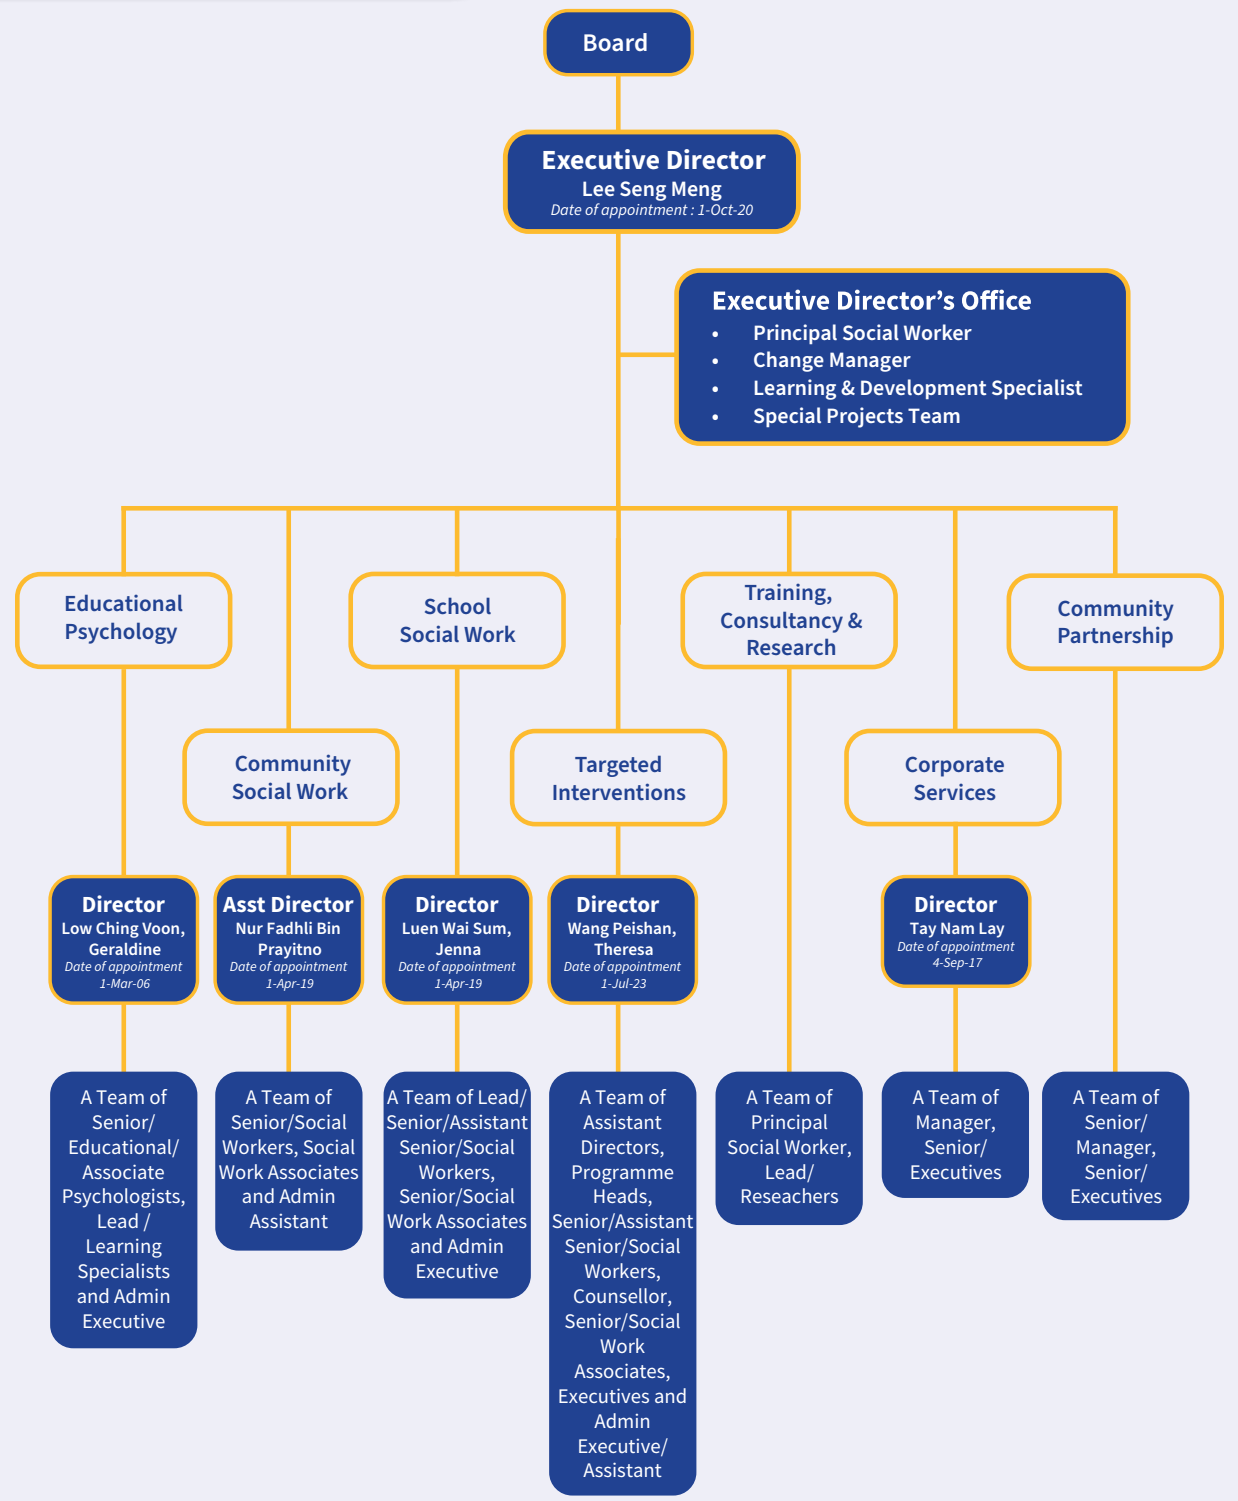 Board
Executive Director
Lee Seng Meng
Date of appointment : 1-Oct-20
Executive Director’s Office
• Principal Social Worker
• Change Manager
• Learning & Development Specialist
• Special Projects Team
Educational
Psychology
School
Social Work
Training,
Consultancy &
Research
Community
Partnership
Community
Social Work
Targeted
Interventions
Corporate
Services
Director
Low Ching Voon,
Geraldine
Date of appointment
1-Mar-06
Asst Director
Nur Fadhli Bin
Prayitno
Date of appointment
1-Apr-19
Director
Luen Wai Sum,
Jenna
Date of appointment
1-Apr-19
Director
Wang Peishan,
Theresa
Date of appointment
1-Jul-23
Director
Tay Nam Lay
Date of appointment
4-Sep-17
A Team of
Senior/
Educational/
Associate
Psychologists,
Lead /
Learning
Specialists
and Admin
Executive
A Team of
Senior/Social
Workers, Social
Work Associates
and Admin
Assistant
A Team of Lead/
Senior/Assistant
Senior/Social
Workers,
Senior/Social
Work Associates
and Admin
Executive
A Team of
Assistant
Directors,
Programme
Heads,
Senior/Assistant
Senior/Social
Workers,
Counsellor,
Senior/Social
Work
Associates,
Executives and
Admin
Executive/
Assistant
A Team of
Principal
Social Worker,
Lead/
Reseachers
A Team of
Manager,
Senior/
Executives
A Team of
Senior/
Manager,
Senior/
Executives